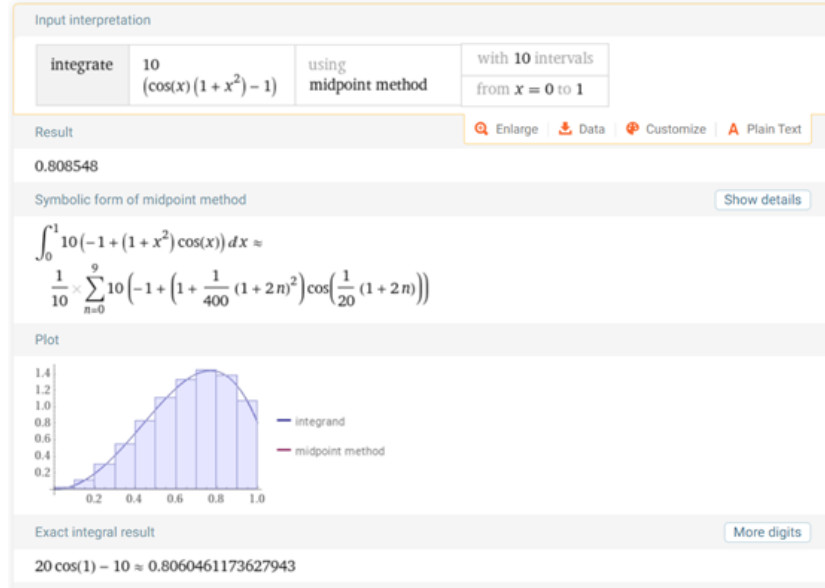 Input interpretation
integrate 10 using with 10 intervals
(cos(x) (1 + x²) – 1) midpoint method from x = 0 to 1
Result
Enlarge | Data | Customize | A Plain Text
0.808548
Symbolic form of midpoint method
Show details
∫₀¹ 10 (–1 + (1 + x²) cos(x)) dx ≈
1/10 × ∑ₙ₌₀⁹ 10 (–1 + (1 + 1/400 (1 + 2 n)²) cos(1/20 (1 + 2 n)))
Plot
1.4
1.2
1.0
0.8
0.6
0.4
0.2
0.2 0.4 0.6 0.8 1.0
integrand
midpoint method
Exact integral result
More digits
20 cos(1) – 10 ≈ 0.8060461173627943